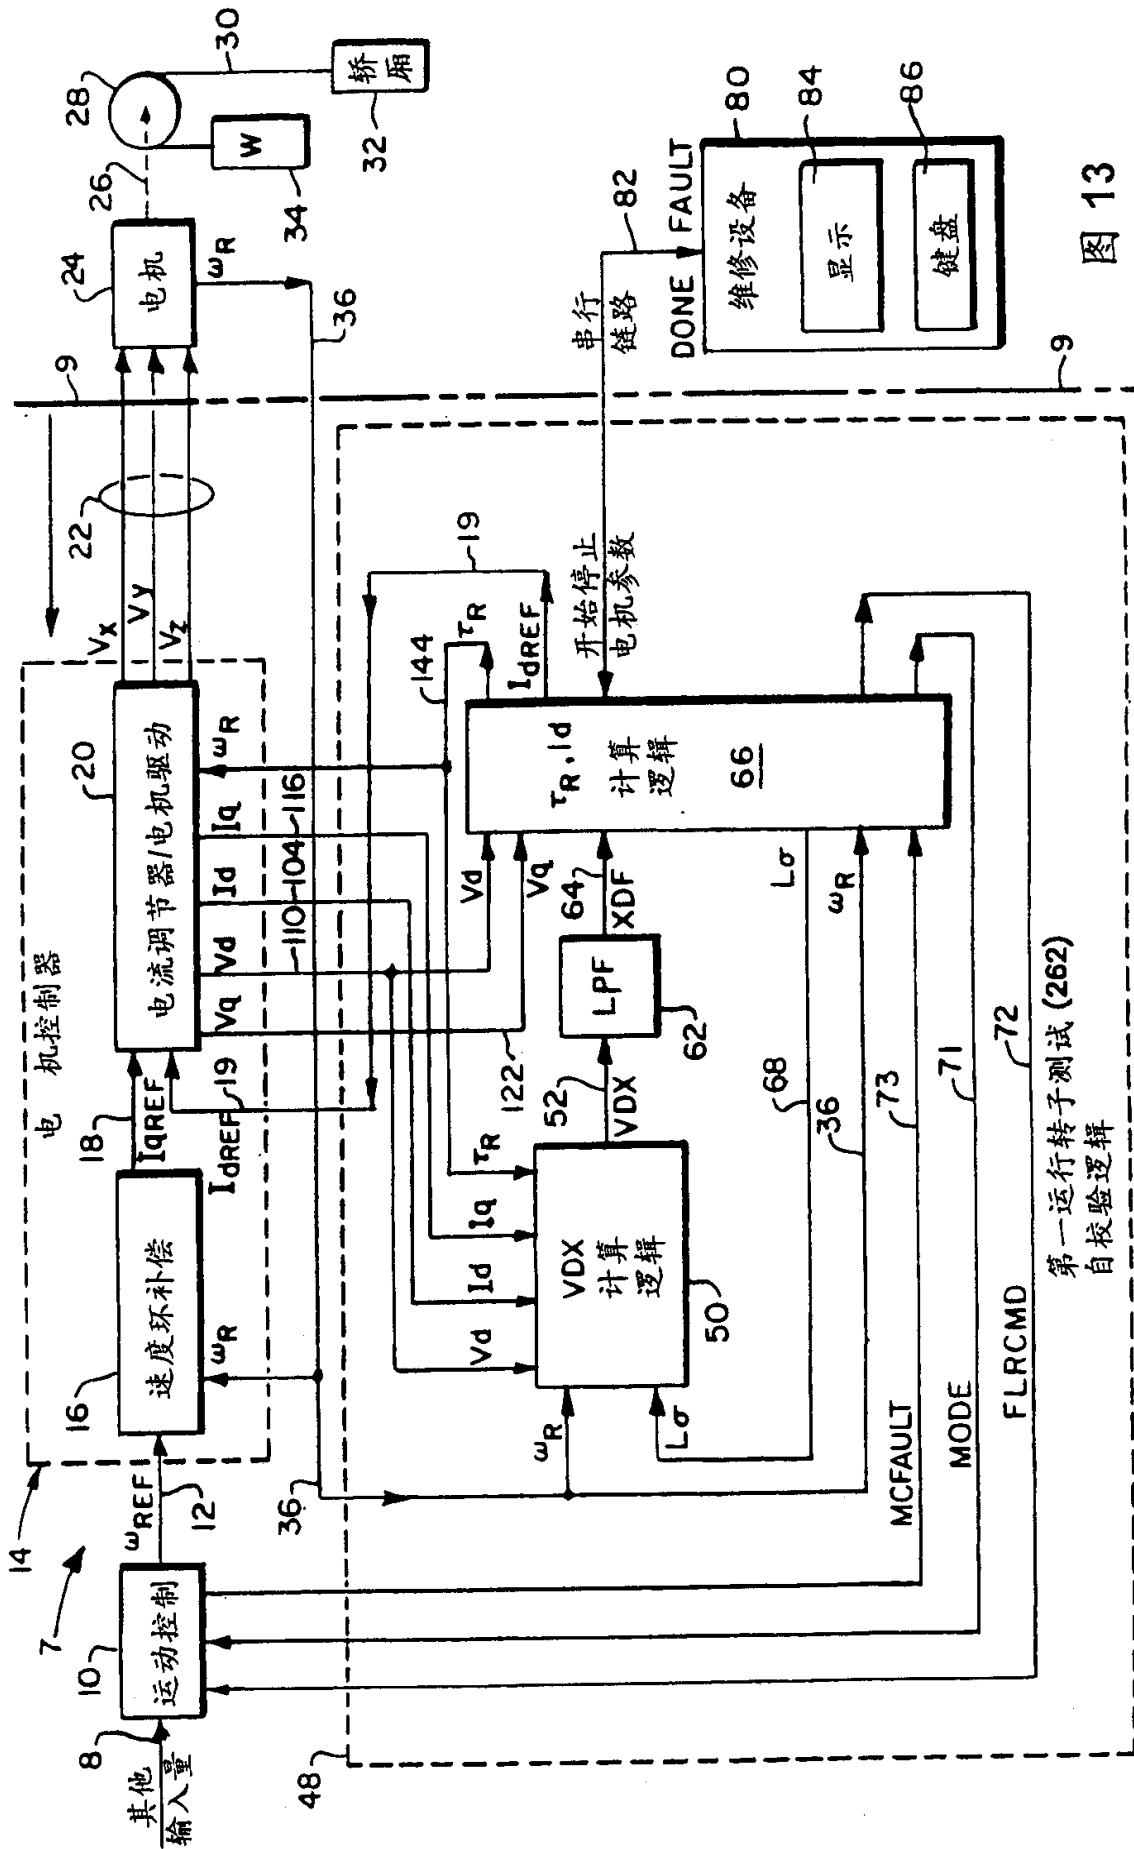 其他
输入量
8
10
运动控制
7
ωREF
12
14
电 机控制器
16
速度环补偿
ωR
18
IqREF
IdREF
19
20
电流调节器/电机驱动
Vq
Vd
Id
Iq
ωR
110
104
116
122
VX
Vy
VZ
22
9
24
电机
ωR
26
28
30
轿厢
32
W
34
36
36
48
ωR
Lσ
Vd
Id
Iq
τR
VDX
计算
逻辑
50
52
VDX
LPF
62
64
XDF
Vd
Vq
144
τR
IdREF
19
τR,Id
计算
逻辑
66
Lσ
ωR
68
36
73
71
72
MCFAULT
MODE
FLRCMD
开始停止
电机参数
串行
链路
82
DONE FAULT
维修设备
80
显示
84
键盘
86
9
第一运行转子测试(262)
自校验逻辑
图 13